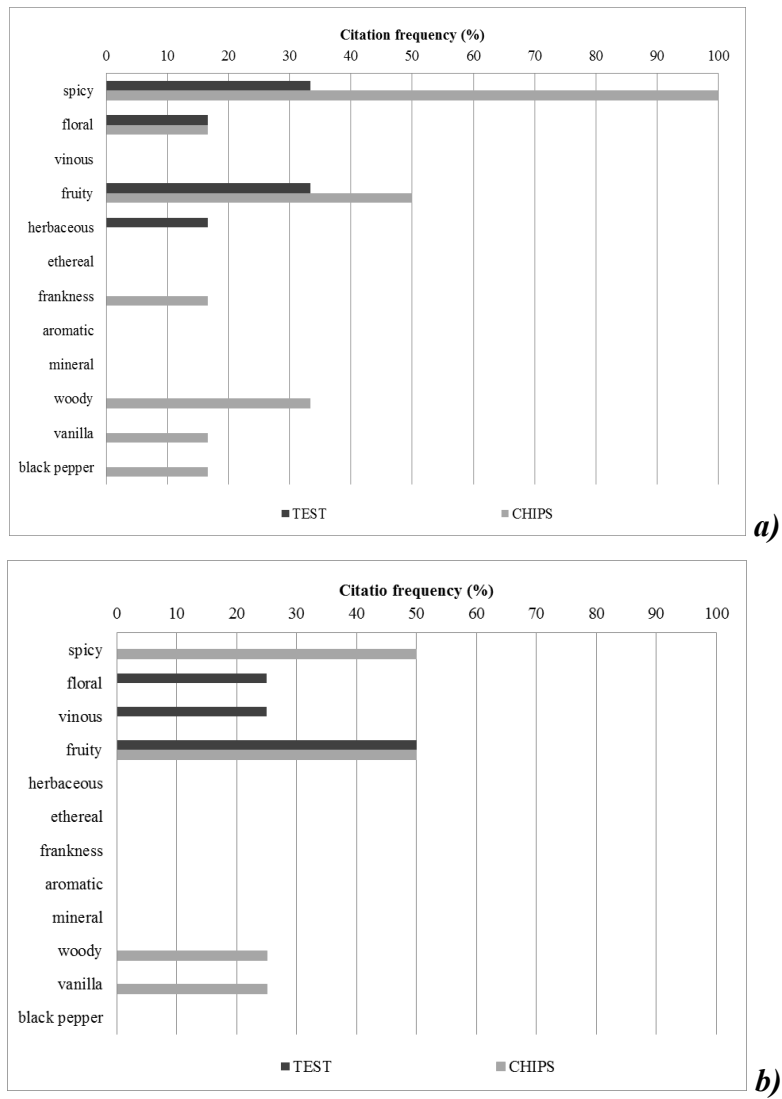 Citation frequency (%)
0 10 20 30 40 50 60 70 80 90 100
spicy
floral
vinous
fruity
herbaceous
ethereal
frankness
aromatic
mineral
woody
vanilla
black pepper
TEST CHIPS
a)
Citatio frequency (%)
0 10 20 30 40 50 60 70 80 90 100
spicy
floral
vinous
fruity
herbaceous
ethereal
frankness
aromatic
mineral
woody
vanilla
black pepper
TEST CHIPS
b)